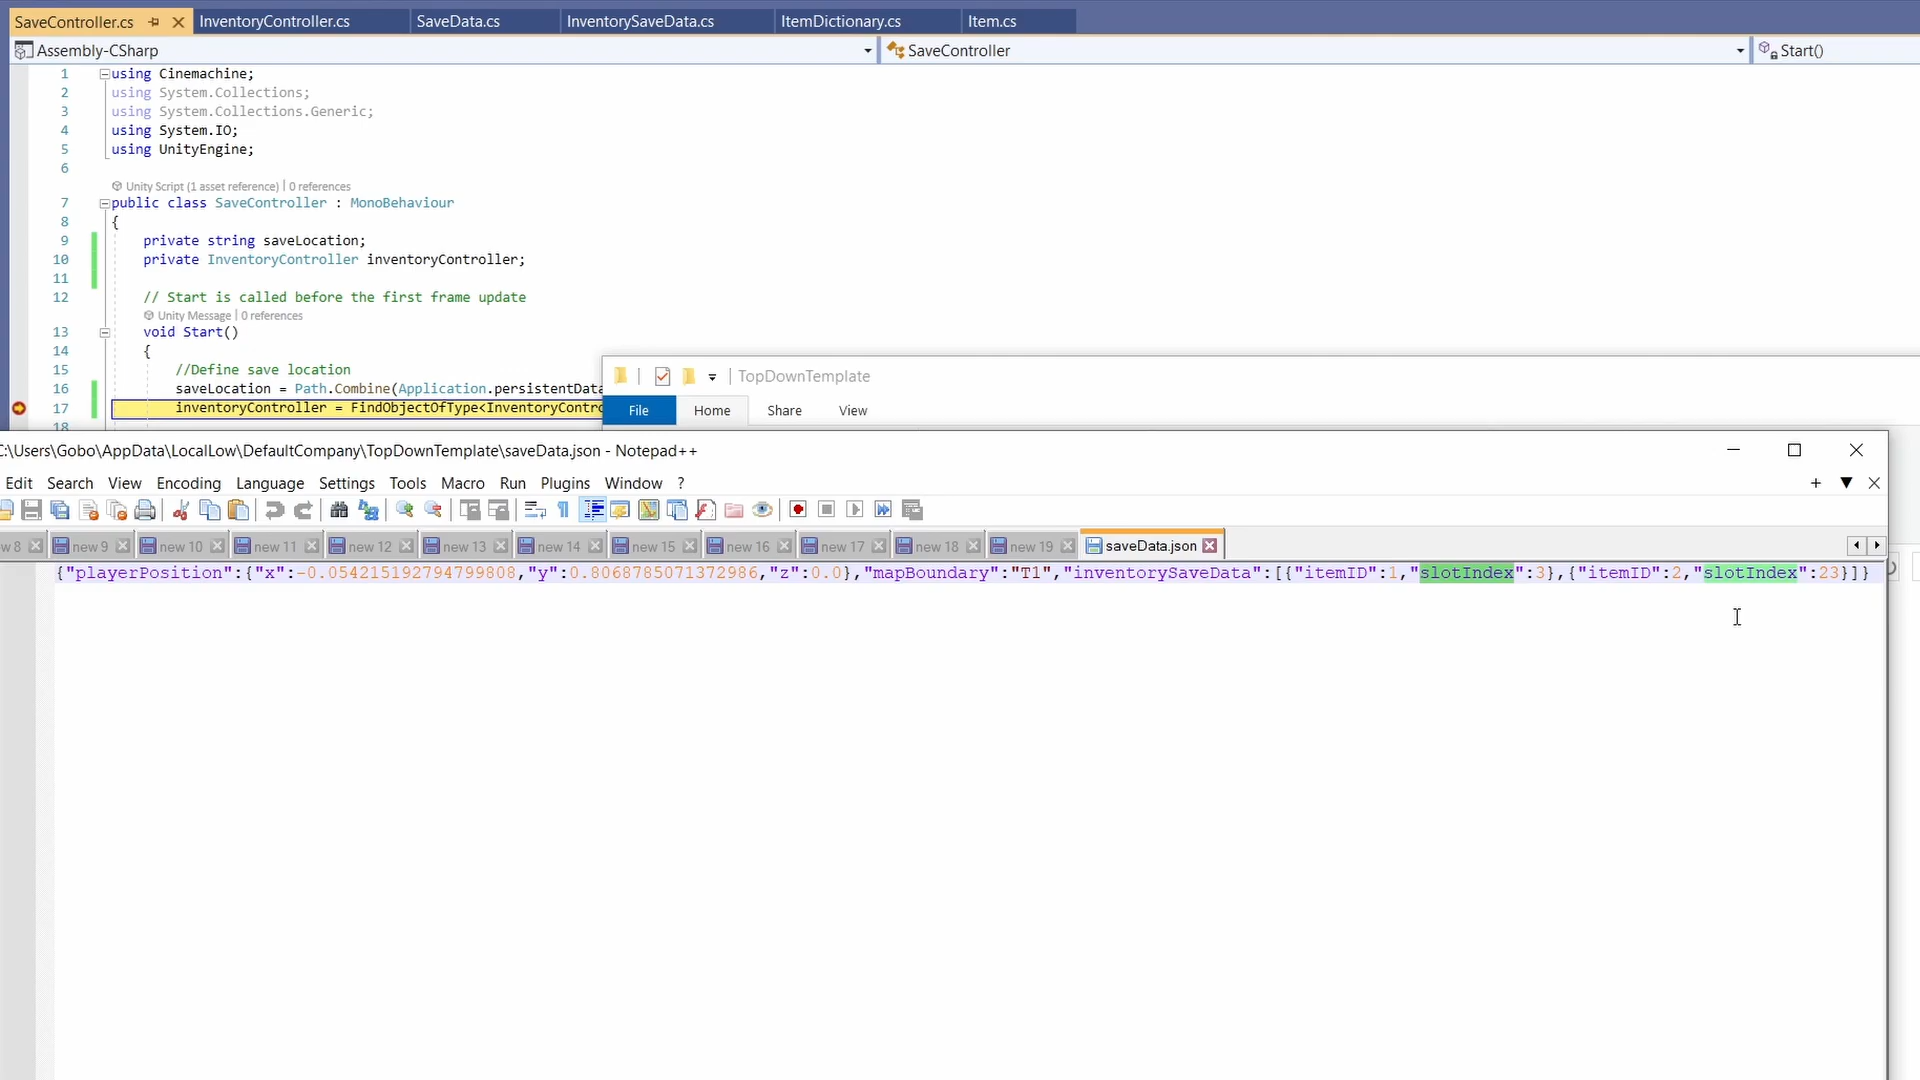 SaveController.cs InventoryController.cs SaveData.cs InventorySaveData.cs ItemDictionary.cs Item.cs
Assembly-CSharp SaveController Start()
1 using Cinemachine;
2 using System.Collections;
3 using System.Collections.Generic;
4 using System.IO;
5 using UnityEngine;
6
Unity Script (1 asset reference) | 0 references
7 public class SaveController : MonoBehaviour
8 {
9 private string saveLocation;
10 private InventoryController inventoryController;
11
12 // Start is called before the first frame update
Unity Message | 0 references
13 void Start()
14 {
15 //Define save location
16 saveLocation = Path.Combine(Application.persistentData
17 inventoryController = FindObjectOfType<InventoryContro
18
TopDownTemplate
File Home Share View
C:\Users\Gobo\AppData\LocalLow\DefaultCompany\TopDownTemplate\saveData.json - Notepad++
Edit Search View Encoding Language Settings Tools Macro Run Plugins Window ?
w 8 new 9 new 10 new 11 new 12 new 13 new 14 new 15 new 16 new 17 new 18 new 19 saveData.json
{"playerPosition":{"x":-0.054215192794799808,"y":0.8068785071372986,"z":0.0},"mapBoundary":"T1","inventorySaveData":[{"itemID":1,"slotIndex":3},{"itemID":2,"slotIndex":23}]}